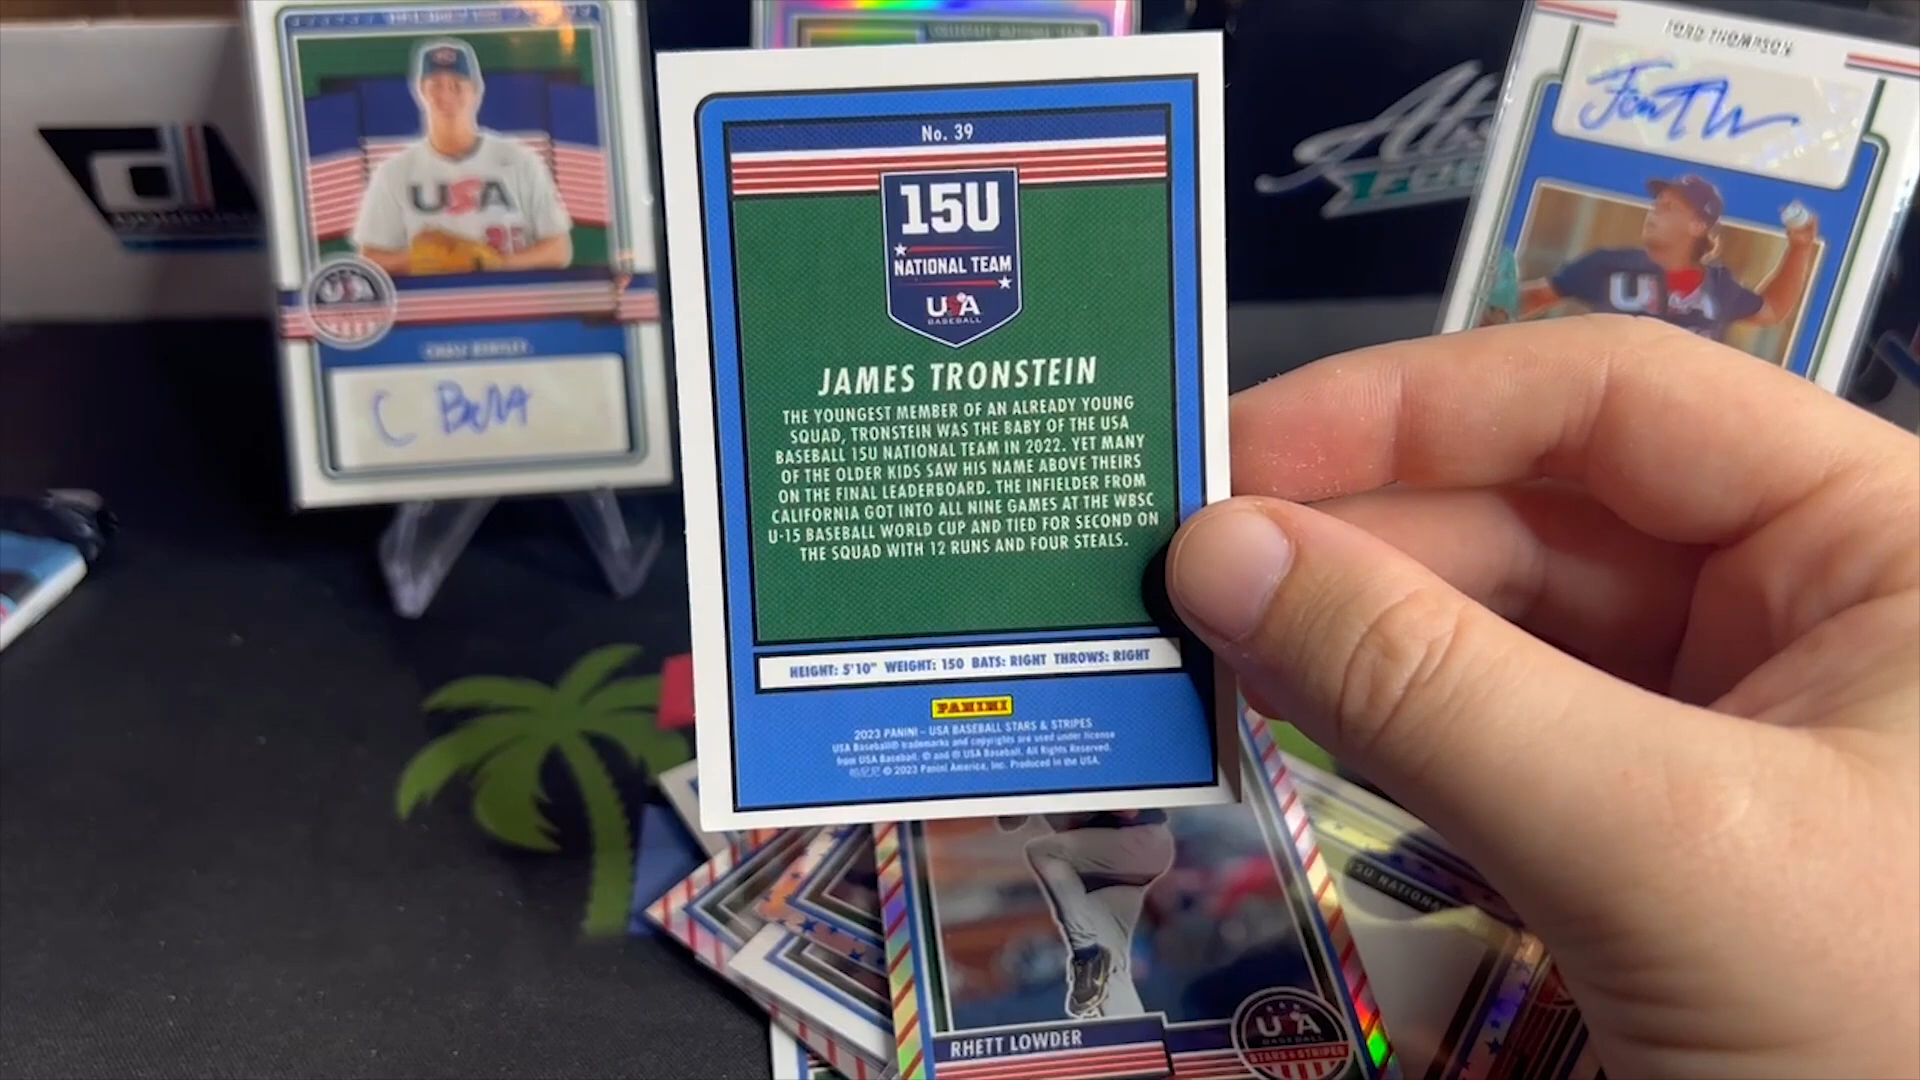 FORD THOMPSON
USA
35
C Bent
No. 39
15U
NATIONAL TEAM
USA
BASEBALL
JAMES TRONSTEIN
THE YOUNGEST MEMBER OF AN ALREADY YOUNG
SQUAD, TRONSTEIN WAS THE BABY OF THE USA
BASEBALL 15U NATIONAL TEAM IN 2022. YET MANY
OF THE OLDER KIDS SAW HIS NAME ABOVE THEIRS
ON THE FINAL LEADERBOARD. THE INFIELDER FROM
CALIFORNIA GOT INTO ALL NINE GAMES AT THE WBSC
U-15 BASEBALL WORLD CUP AND TIED FOR SECOND ON
THE SQUAD WITH 12 RUNS AND FOUR STEALS.
HEIGHT: 5'10" WEIGHT: 150 BATS: RIGHT THROWS: RIGHT
PANINI
2023 PANINI – USA BASEBALL STARS & STRIPES
USA Baseball® trademarks and copyrights are used under license
from USA Baseball. © and ® USA Baseball. All Rights Reserved.
© 2023 Panini America, Inc. Produced in the USA.
15U NATIONAL
RHETT LOWDER
USA
BASEBALL
STARS & STRIPES